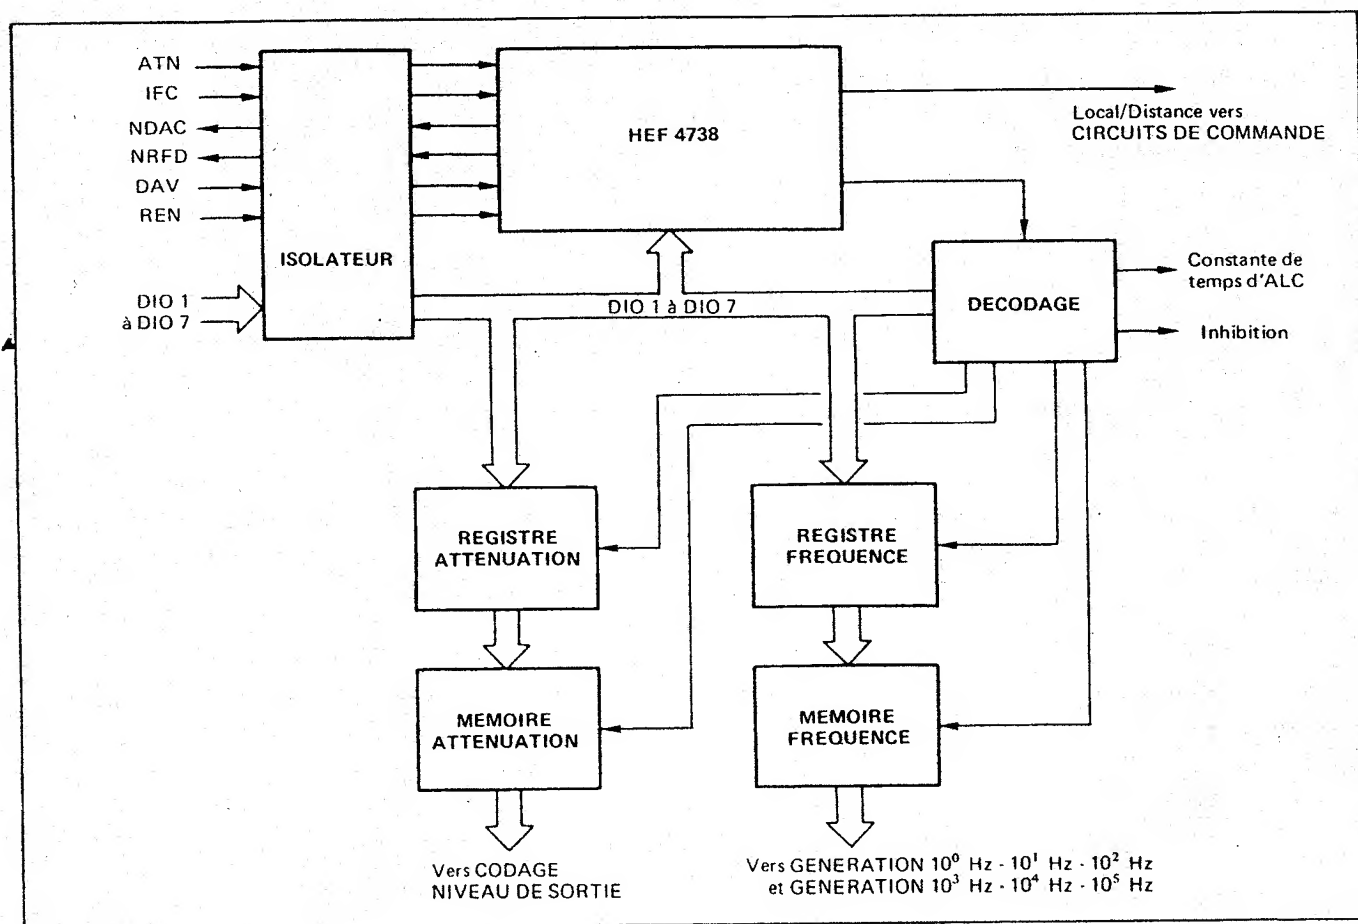 ATN
IFC
NDAC
NRFD
DAV
REN
DIO 1
à DIO 7
ISOLATEUR
HEF 4738
Local/Distance vers
CIRCUITS DE COMMANDE
DIO 1 à DIO 7
DECODAGE
Constante de
temps d'ALC
Inhibition
REGISTRE
ATTENUATION
REGISTRE
FREQUENCE
MEMOIRE
ATTENUATION
MEMOIRE
FREQUENCE
Vers CODAGE
NIVEAU DE SORTIE
Vers GENERATION 10⁰ Hz - 10¹ Hz - 10² Hz
et GENERATION 10³ Hz - 10⁴ Hz - 10⁵ Hz